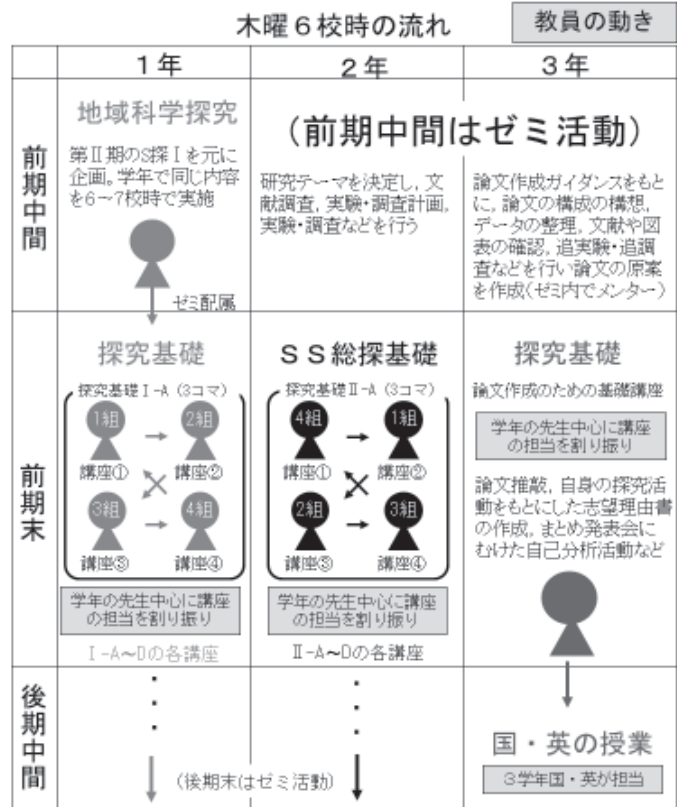 木曜６校時の流れ
教員の動き
１年
２年
３年
前期中間
地域科学探究
第Ⅱ期のS探Ⅰを元に
企画。学年で同じ内容
を6～7校時で実施
ゼミ配属
（前期中間はゼミ活動）
研究テーマを決定し，文
献調査，実験・調査計画，
実験・調査などを行う
論文作成ガイダンスをもと
に，論文の構成の構想，
データの整理，文献や図
表の確認，追実験・追調
査などを行い論文の原案
を作成（ゼミ内でメンター）
前期末
探究基礎
探究基礎Ⅰ-A（3コマ）
1組
2組
講座①
講座②
3組
4組
講座③
講座④
学年の先生中心に講座
の担当を割り振り
Ⅰ-A～Dの各講座
ＳＳ総探基礎
探究基礎Ⅱ-A（3コマ）
4組
1組
講座①
講座②
2組
3組
講座③
講座④
学年の先生中心に講座
の担当を割り振り
Ⅱ-A～Dの各講座
探究基礎
論文作成のための基礎講座
学年の先生中心に講座
の担当を割り振り
論文推敲，自身の探究活
動をもとにした志望理由書
の作成，まとめ発表会に
むけた自己分析活動など
後期中間
（後期末はゼミ活動）
国・英の授業
３学年国・英が担当